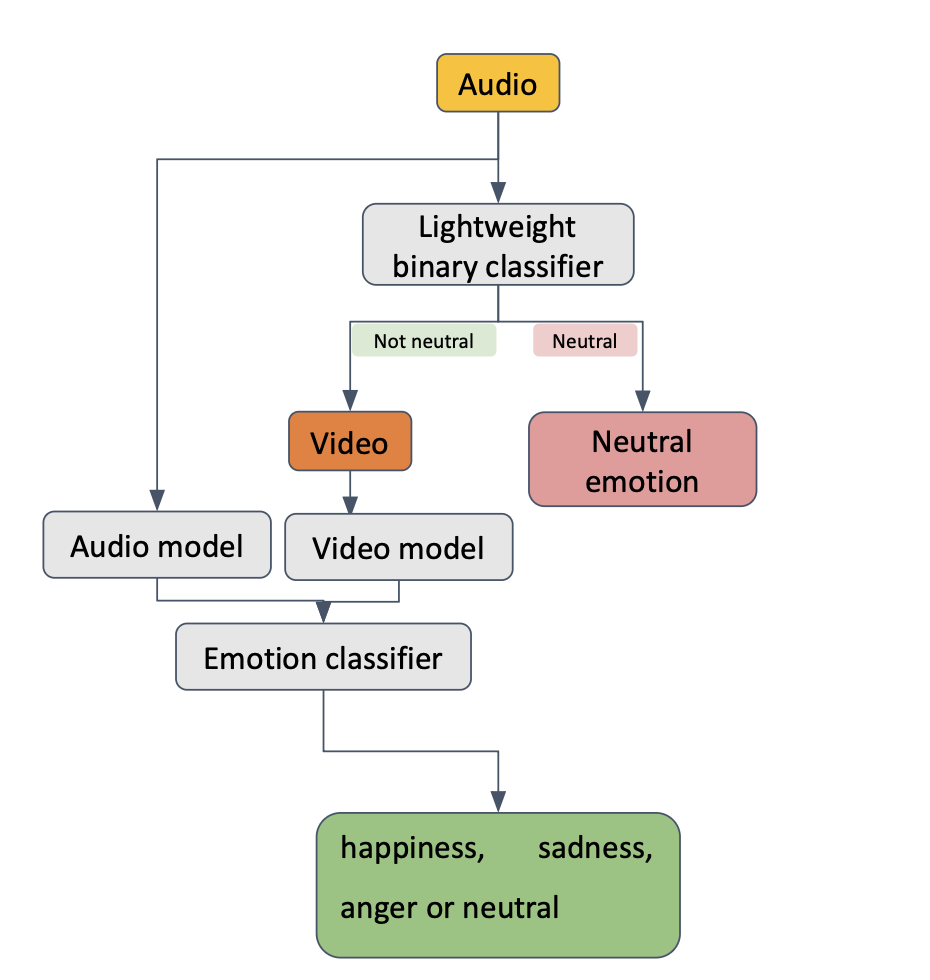 Audio
Lightweight
binary classifier
Not neutral
Neutral
Video
Neutral
emotion
Audio model
Video model
Emotion classifier
happiness, sadness,
anger or neutral